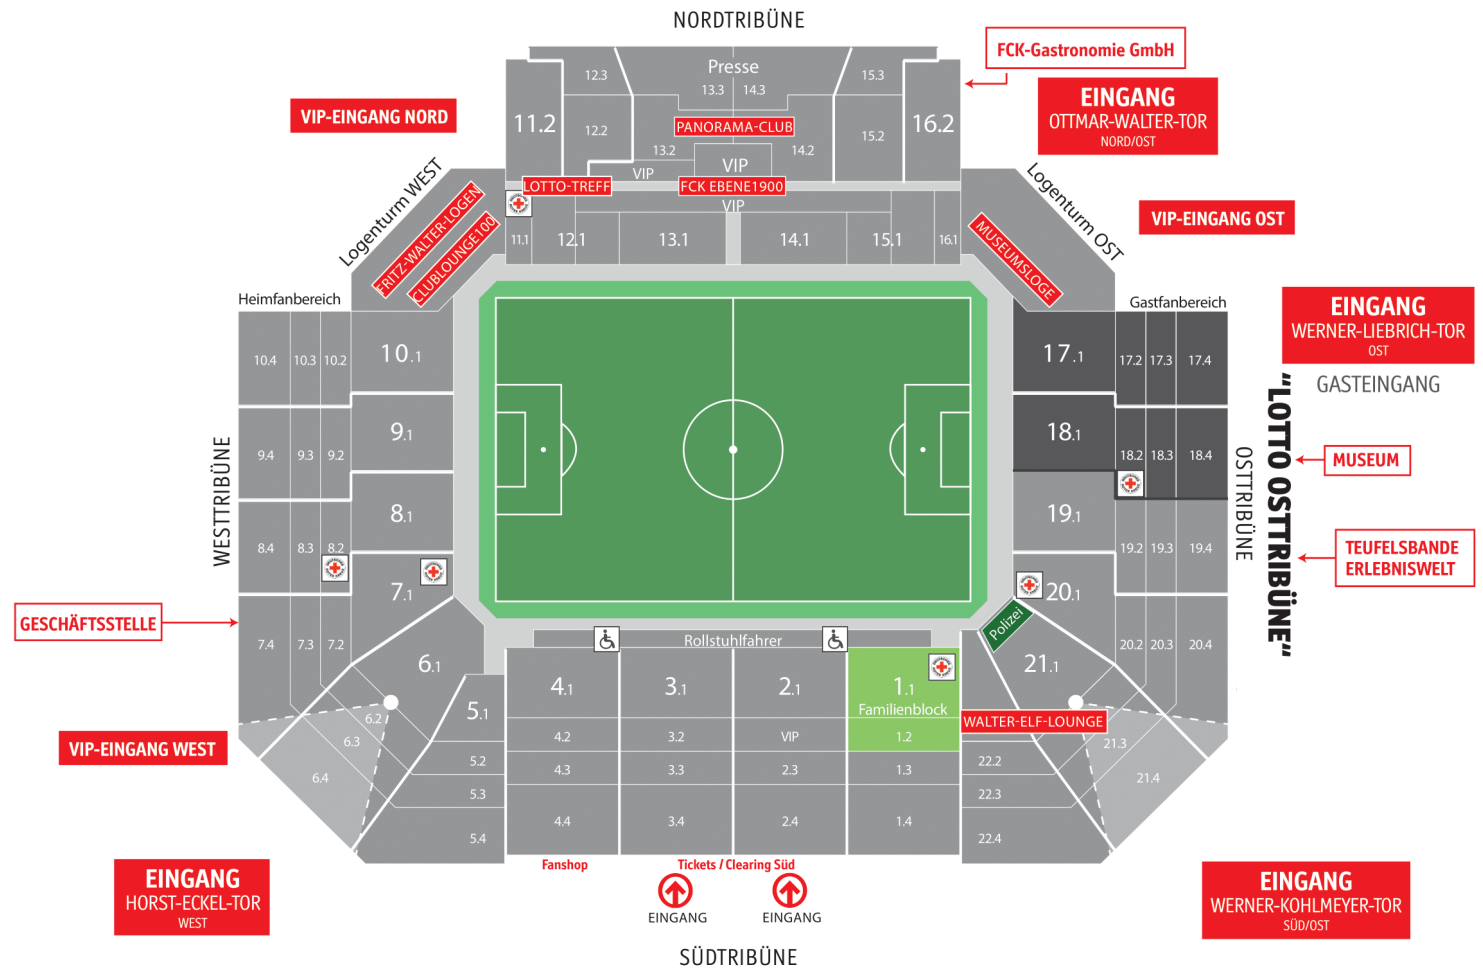 NORDTRIBÜNE
FCK-Gastronomie GmbH
EINGANG
OTTMAR-WALTER-TOR
NORD/OST
VIP-EINGANG NORD
VIP-EINGANG OST
Logenturm WEST
Logenturm OST
FRITZ-WALTER-LOGEN
CLUBLOUNGE100
MUSEUMSLOGE
12.3
Presse
13.3
14.3
15.3
11.2
12.2
PANORAMA-CLUB
13.2
14.2
15.2
16.2
VIP
VIP
LOTTO-TREFF
FCK EBENE1900
VIP
11.1
12.1
13.1
14.1
15.1
16.1
Heimfanbereich
Gastfanbereich
EINGANG
WERNER-LIEBRICH-TOR
OST
GASTEINGANG
10.4
10.3
10.2
10.1
17.1
17.2
17.3
17.4
9.4
9.3
9.2
9.1
18.1
18.2
18.3
18.4
WESTTRIBÜNE
OSTTRIBÜNE
"LOTTO OSTTRIBÜNE"
MUSEUM
8.4
8.3
8.2
8.1
19.1
19.2
19.3
19.4
TEUFELSBANDE
ERLEBNISWELT
GESCHÄFTSSTELLE
7.4
7.3
7.2
7.1
20.1
20.2
20.3
20.4
Polizei
Rollstuhlfahrer
6.1
6.2
6.3
6.4
5.1
5.2
5.3
5.4
4.1
3.1
2.1
1.1
Familienblock
4.2
3.2
VIP
1.2
4.3
3.3
2.3
1.3
4.4
3.4
2.4
1.4
21.1
WALTER-ELF-LOUNGE
21.3
21.4
22.2
22.3
22.4
VIP-EINGANG WEST
EINGANG
HORST-ECKEL-TOR
WEST
Fanshop
Tickets / Clearing Süd
EINGANG
EINGANG
EINGANG
WERNER-KOHLMEYER-TOR
SÜD/OST
SÜDTRIBÜNE